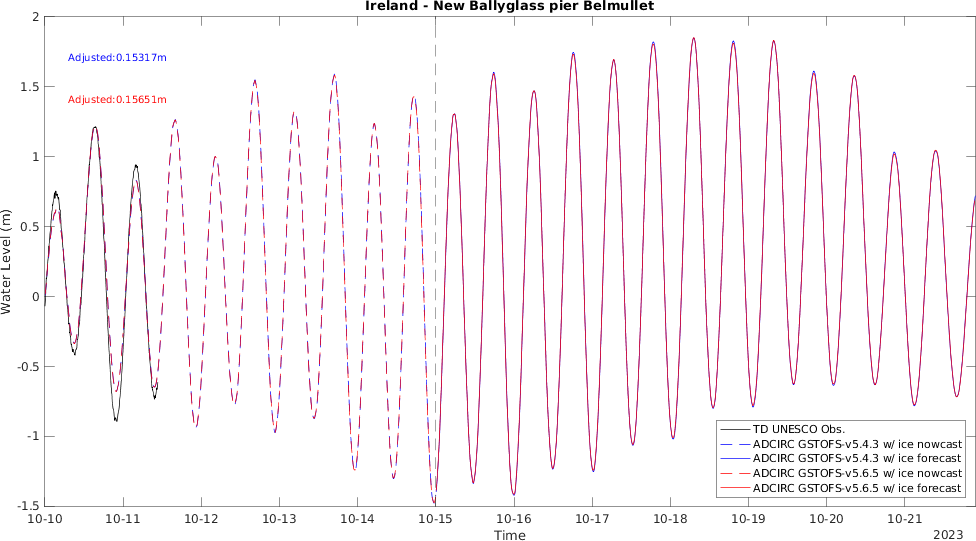 Ireland - New Ballyglass pier Belmullet
2
Adjusted:0.15317m
1.5
Adjusted:0.15651m
1
0.5
0
-0.5
-1
-1.5
Water Level (m)
TD UNESCO Obs.
ADCIRC GSTOFS-v5.4.3 w/ ice nowcast
ADCIRC GSTOFS-v5.4.3 w/ ice forecast
ADCIRC GSTOFS-v5.6.5 w/ ice nowcast
ADCIRC GSTOFS-v5.6.5 w/ ice forecast
10-10 10-11 10-12 10-13 10-14 10-15 10-16 10-17 10-18 10-19 10-20 10-21
Time
2023